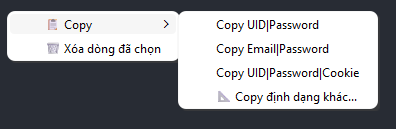 Copy
Xóa dòng đã chọn
Copy UID|Password
Copy Email|Password
Copy UID|Password|Cookie
Copy định dạng khác...